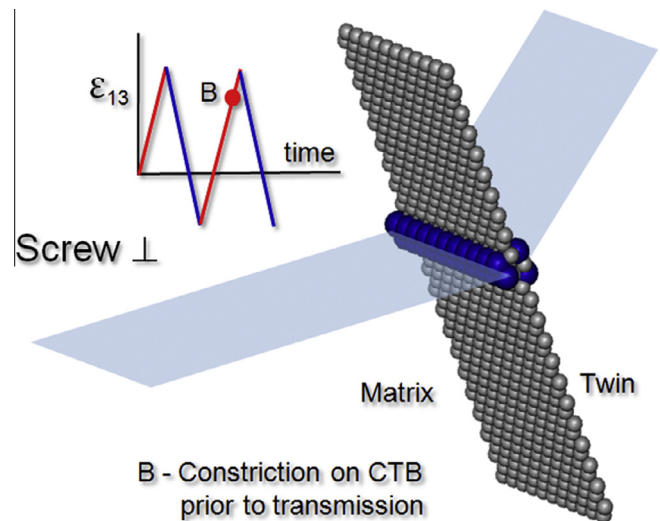 ε13
B
time
Screw ⊥
Matrix
Twin
B - Constriction on CTB
prior to transmission